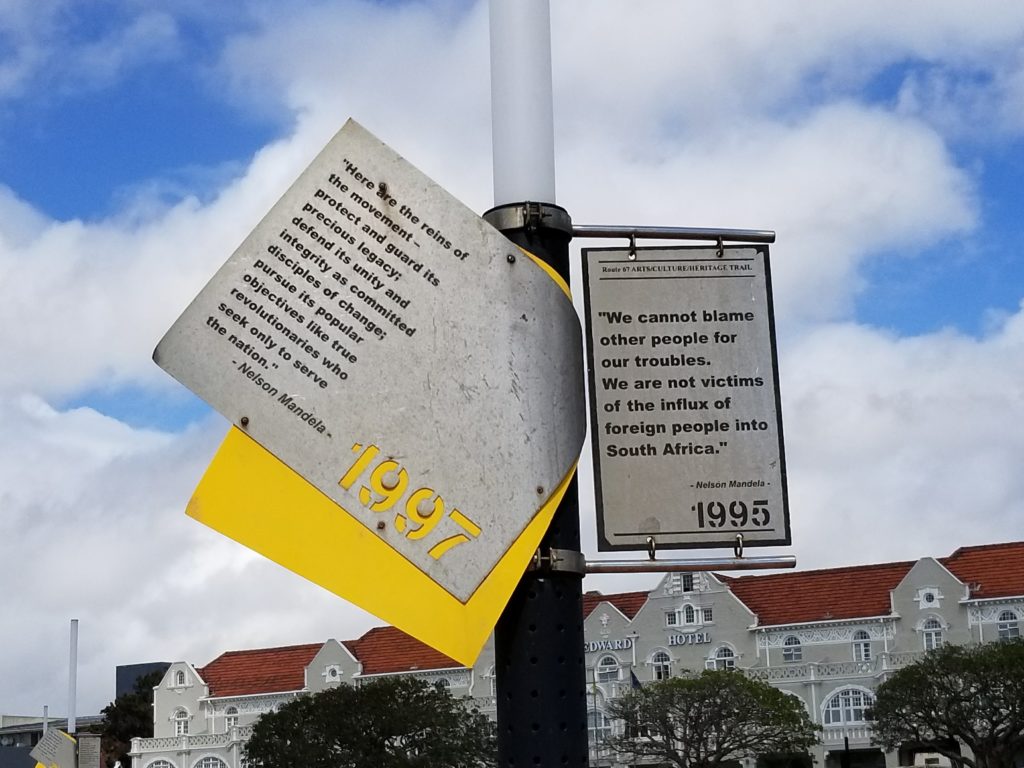 "Here are the reins of
the movement –
protect and guard its
precious legacy;
defend its unity and
integrity as committed
disciples of change;
pursue its popular
objectives like true
revolutionaries who
seek only to serve
the nation."
- Nelson Mandela -
1997
Route 67 ARTS/CULTURE/HERITAGE TRAIL
"We cannot blame
other people for
our troubles.
We are not victims
of the influx of
foreign people into
South Africa."
- Nelson Mandela -
1995
EDWARD HOTEL